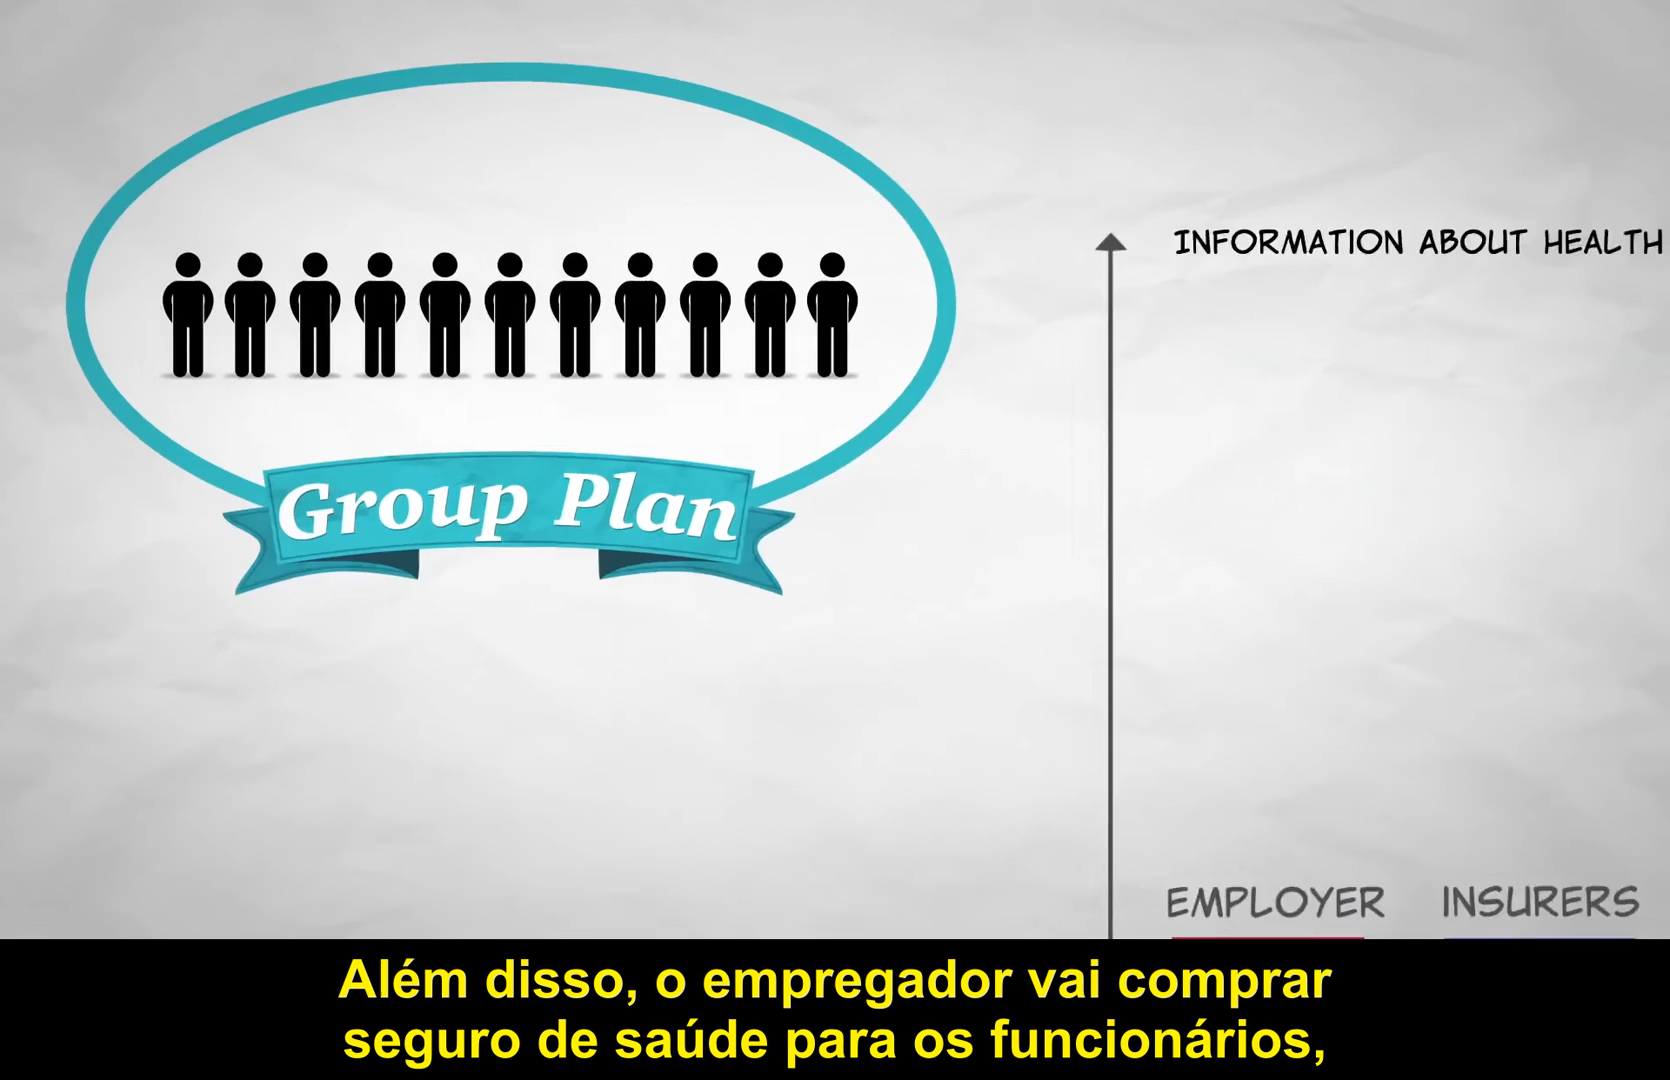 INFORMATION ABOUT HEALTH
Group Plan
EMPLOYER
INSURERS
Além disso, o empregador vai comprar
seguro de saúde para os funcionários,